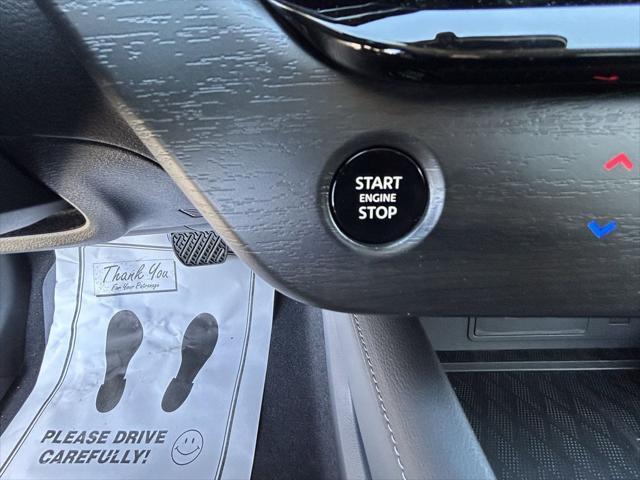 START
ENGINE
STOP
Thank You
For Your Patronage
PLEASE DRIVE
CAREFULLY!